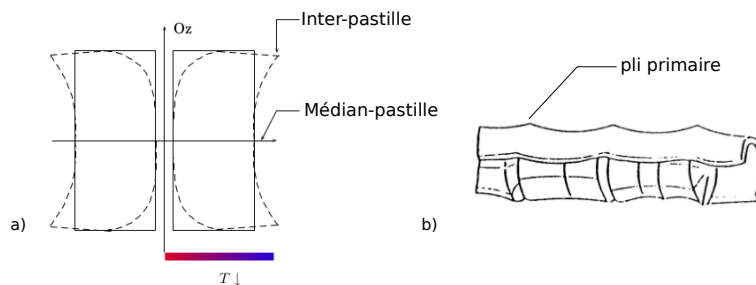 Oz
Inter-pastille
Médian-pastille
a)
T ↓
pli primaire
b)